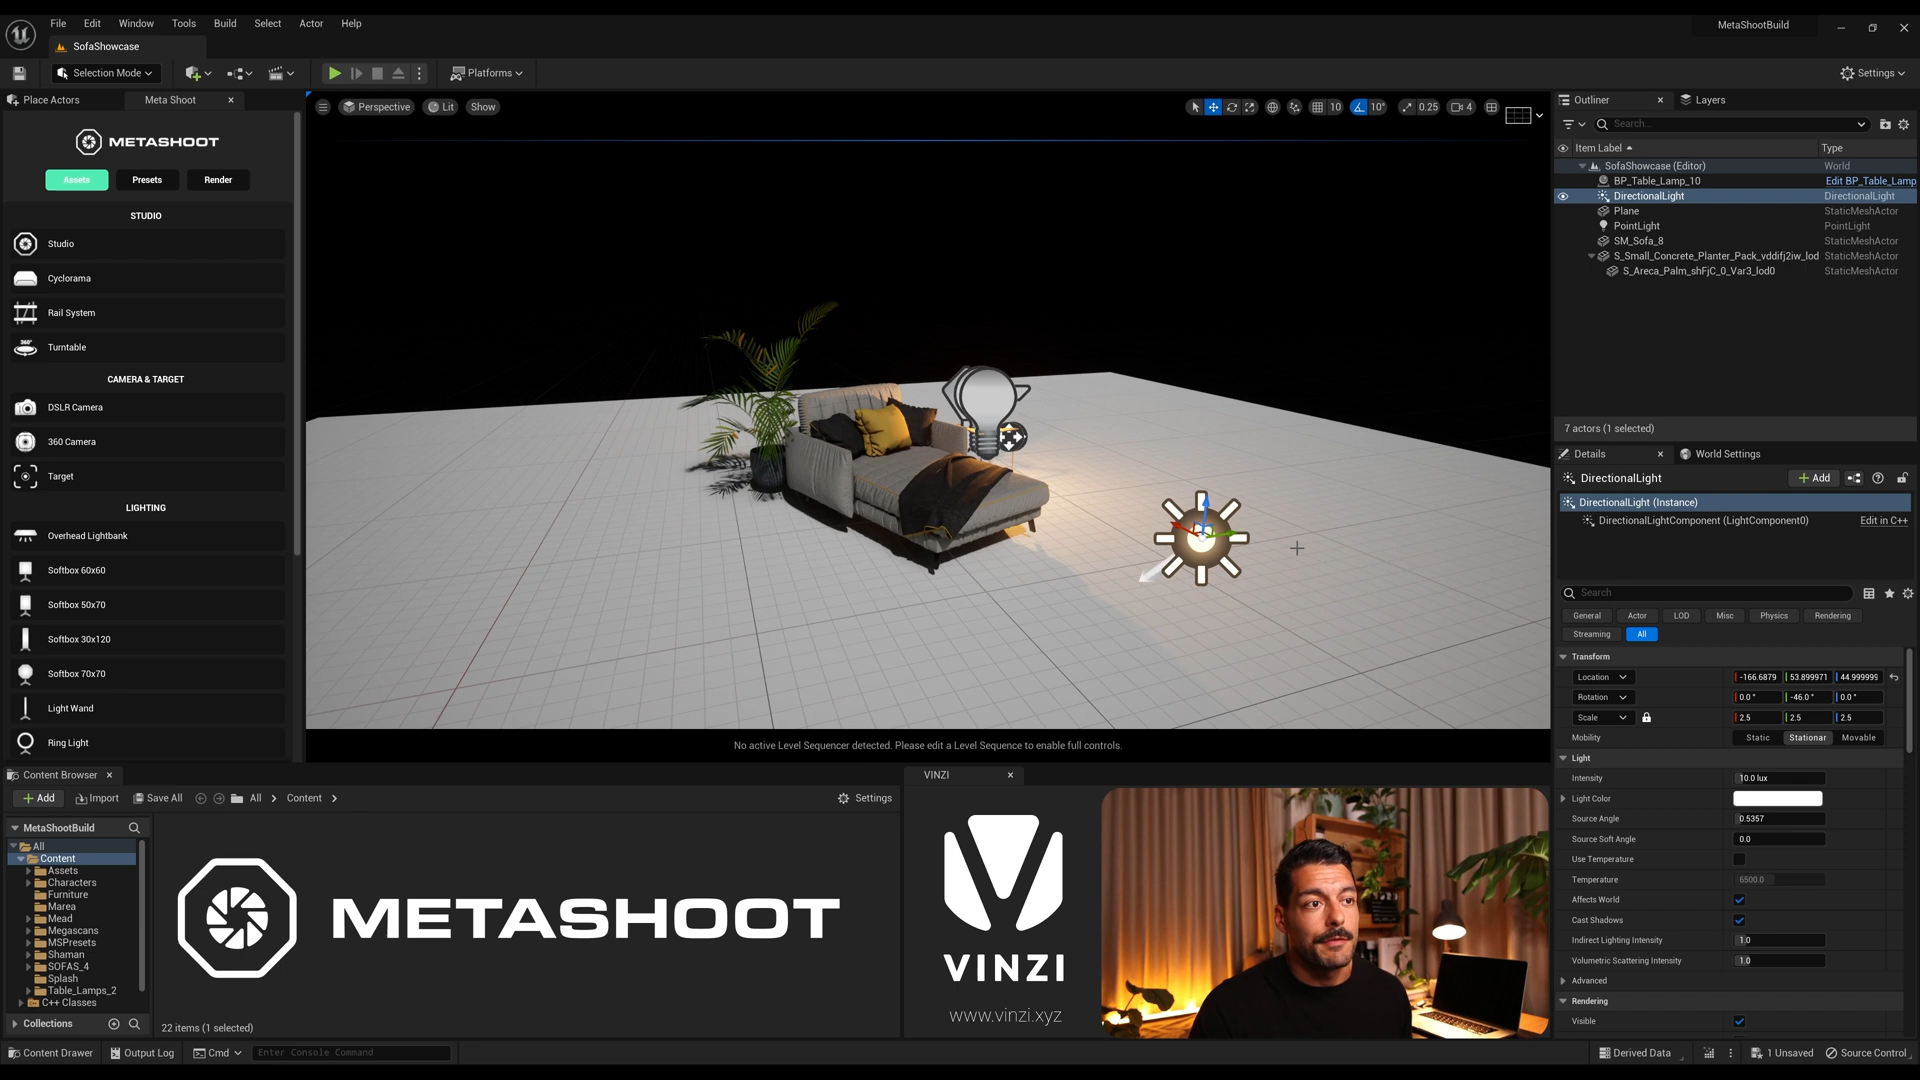 File Edit Window Tools Build Select Actor Help
MetaShootBuild
SofaShowcase
Selection Mode
Platforms
Settings
Place Actors
Meta Shoot
METASHOOT
Assets Presets Render
STUDIO
Studio
Cyclorama
Rail System
Turntable
CAMERA & TARGET
DSLR Camera
360 Camera
Target
LIGHTING
Overhead Lightbank
Softbox 60x60
Softbox 50x70
Softbox 30x120
Softbox 70x70
Light Wand
Ring Light
Perspective Lit Show
10 10° 0.25 4
No active Level Sequencer detected. Please edit a Level Sequence to enable full controls.
Outliner Layers
Search...
Item Label Type
SofaShowcase (Editor) World
BP_Table_Lamp_10 Edit BP_Table_Lamp
DirectionalLight DirectionalLight
Plane StaticMeshActor
PointLight PointLight
SM_Sofa_8 StaticMeshActor
S_Small_Concrete_Planter_Pack_vddifj2iw_lod StaticMeshActor
S_Areca_Palm_shFjC_0_Var3_lod0 StaticMeshActor
7 actors (1 selected)
Details World Settings
DirectionalLight Add
DirectionalLight (Instance)
DirectionalLightComponent (LightComponent0) Edit in C++
Search
General Actor LOD Misc Physics Rendering
Streaming All
Transform
Location -166.6879 53.899971 44.999999
Rotation 0.0 ° -46.0 ° 0.0 °
Scale 2.5 2.5 2.5
Mobility Static Stationar Movable
Light
Intensity 10.0 lux
Light Color
Source Angle 0.5357
Source Soft Angle 0.0
Use Temperature
Temperature 6500.0
Affects World
Cast Shadows
Indirect Lighting Intensity 1.0
Volumetric Scattering Intensity 1.0
Advanced
Rendering
Visible
Content Browser
Add Import Save All All Content
Settings
MetaShootBuild
All
Content
Assets
Characters
Furniture
Marea
Mead
Megascans
MSPresets
Shaman
SOFAS_4
Splash
Table_Lamps_2
C++ Classes
Collections
METASHOOT
22 items (1 selected)
VINZI
VINZI
www.vinzi.xyz
Content Drawer Output Log Cmd Enter Console Command
Derived Data 1 Unsaved Source Control